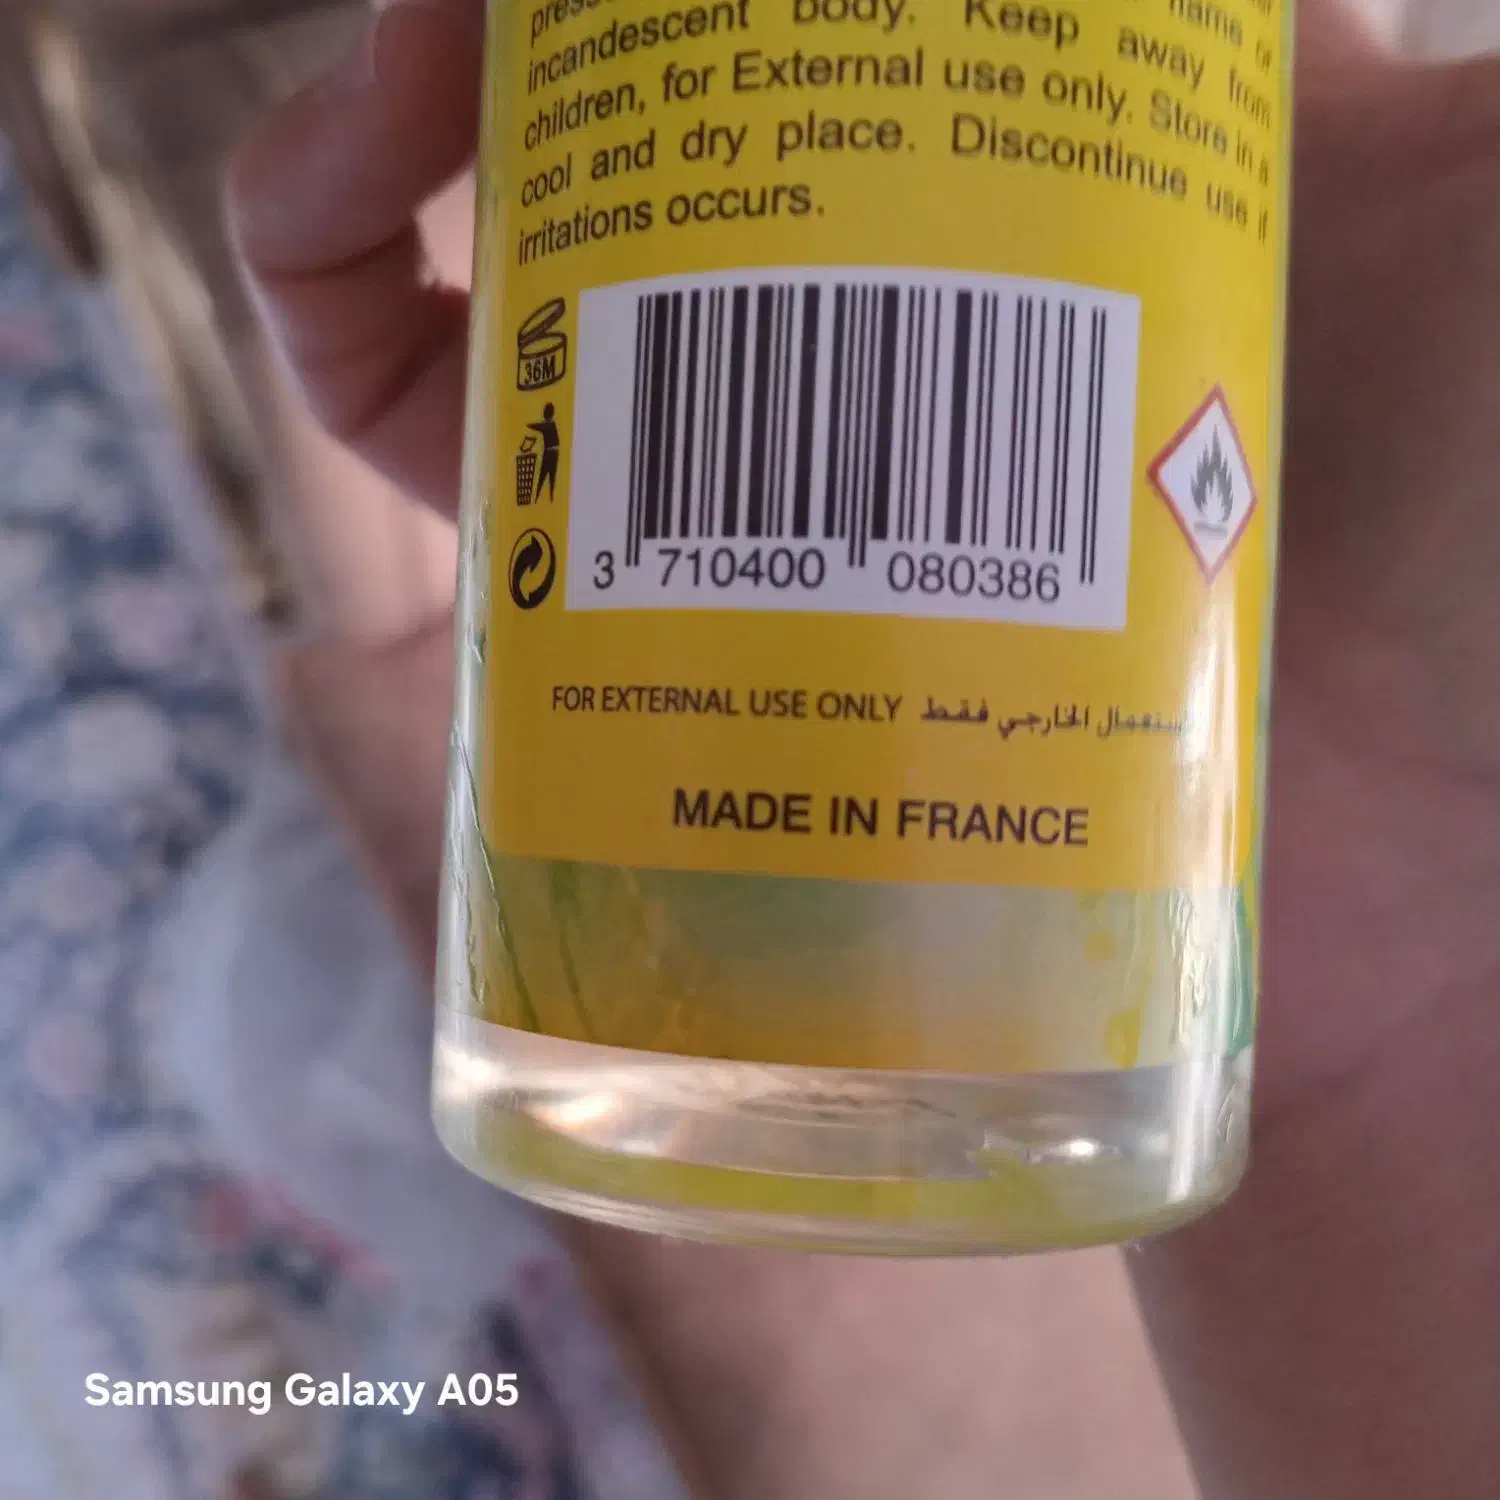 incandescent body. Keep away from
children, for External use only. Store in a
cool and dry place. Discontinue use if
irritations occurs.
36M
3 710400 080386
FOR EXTERNAL USE ONLY الخارجي فقط
MADE IN FRANCE
Samsung Galaxy A05